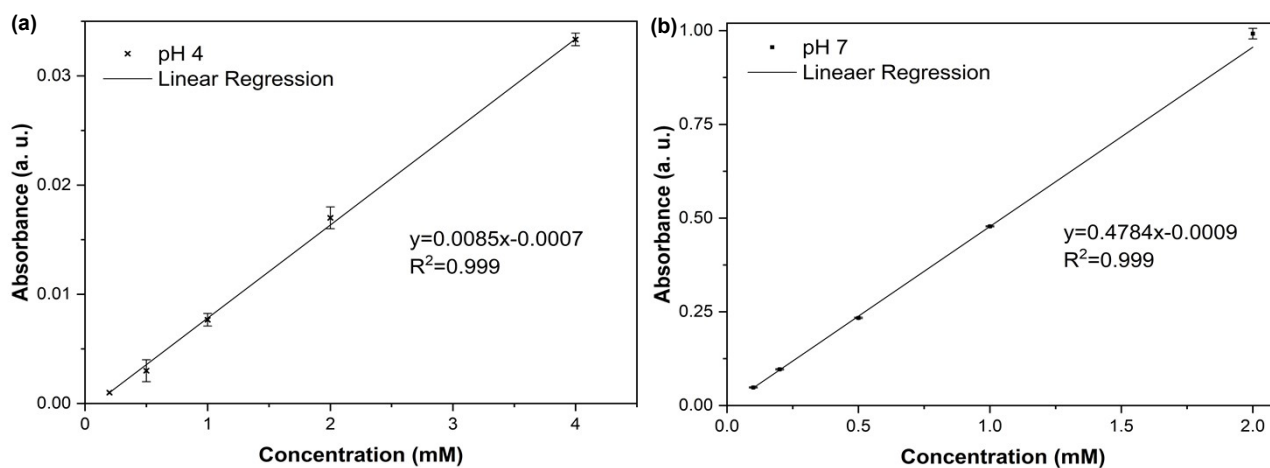 (a)
pH 4
Linear Regression
y=0.0085x-0.0007
R²=0.999
Absorbance (a. u.)
0.03
0.02
0.01
0.00
0
1
2
3
4
Concentration (mM)
(b)
pH 7
Lineaer Regression
y=0.4784x-0.0009
R²=0.999
Absorbance (a. u.)
1.00
0.75
0.50
0.25
0.00
0.0
0.5
1.0
1.5
2.0
Concentration (mM)